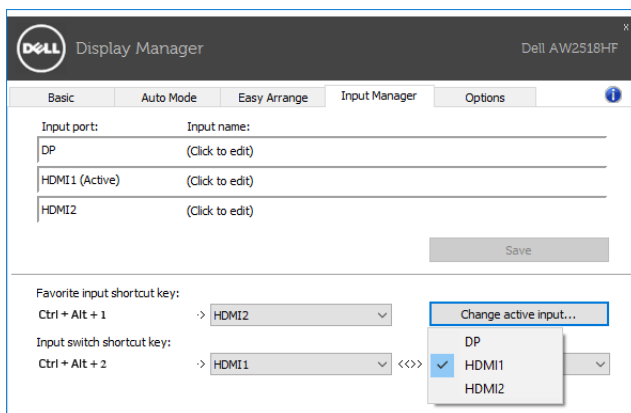 DELL Display Manager Dell AW2518HF
Basic Auto Mode Easy Arrange Input Manager Options
Input port: Input name:
DP (Click to edit)
HDMI1 (Active) (Click to edit)
HDMI2 (Click to edit)
Save
Favorite input shortcut key:
Ctrl + Alt + 1 -> HDMI2 Change active input...
Input switch shortcut key:
Ctrl + Alt + 2 -> HDMI1 <<>>
DP
HDMI1
HDMI2